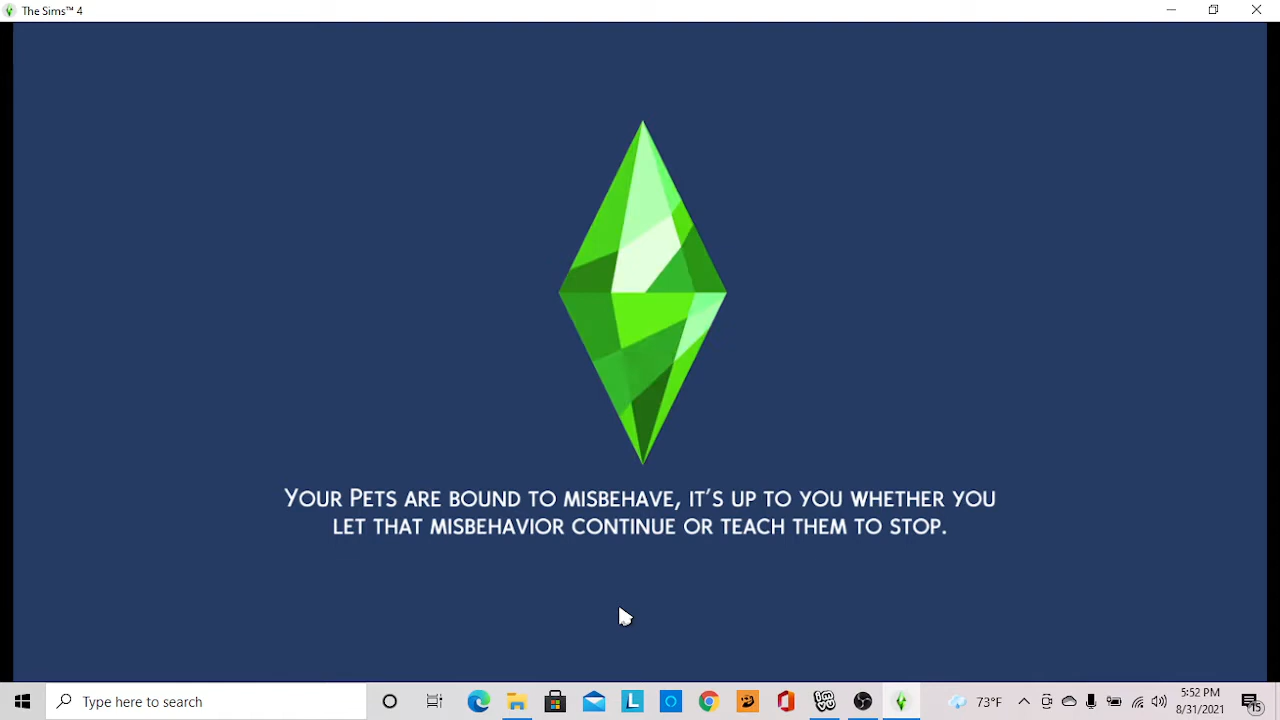 The Sims™ 4
YOUR PETS ARE BOUND TO MISBEHAVE, IT'S UP TO YOU WHETHER YOU
LET THAT MISBEHAVIOR CONTINUE OR TEACH THEM TO STOP.
Type here to search
L
73°F
5:52 PM
8/31/2021
15